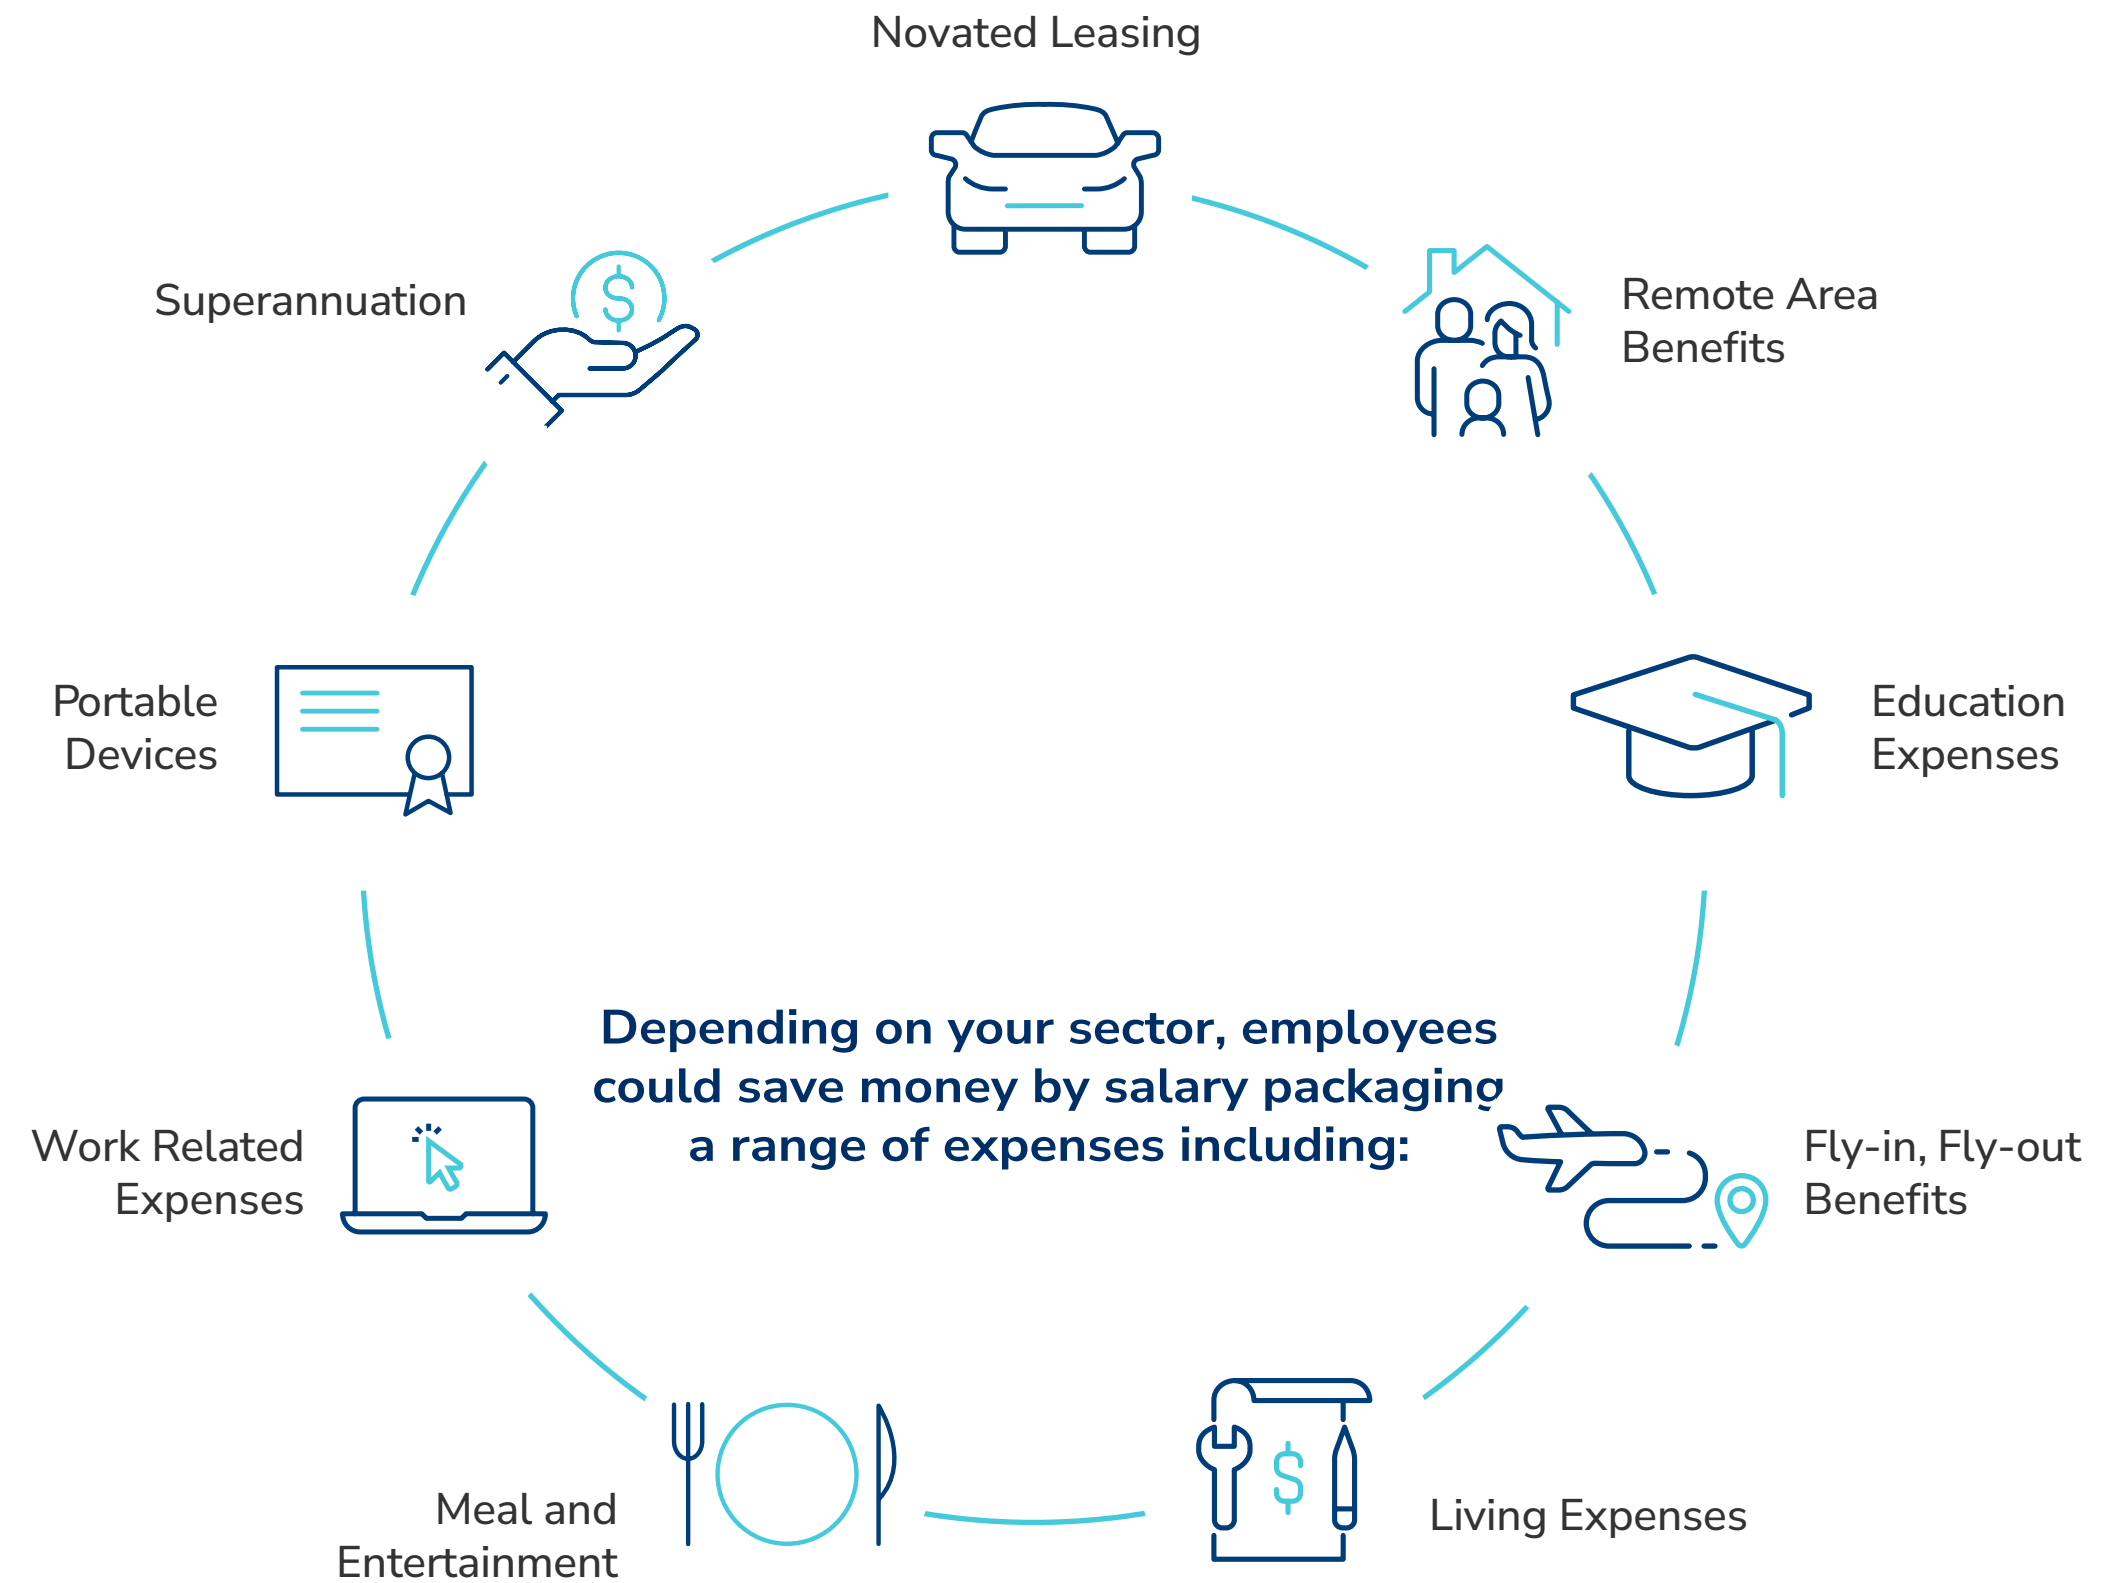 Novated Leasing
Superannuation
Remote Area
Benefits
Portable
Devices
Education
Expenses
Depending on your sector, employees
could save money by salary packaging
a range of expenses including:
Work Related
Expenses
Fly-in, Fly-out
Benefits
Meal and
Entertainment
Living Expenses
$
$